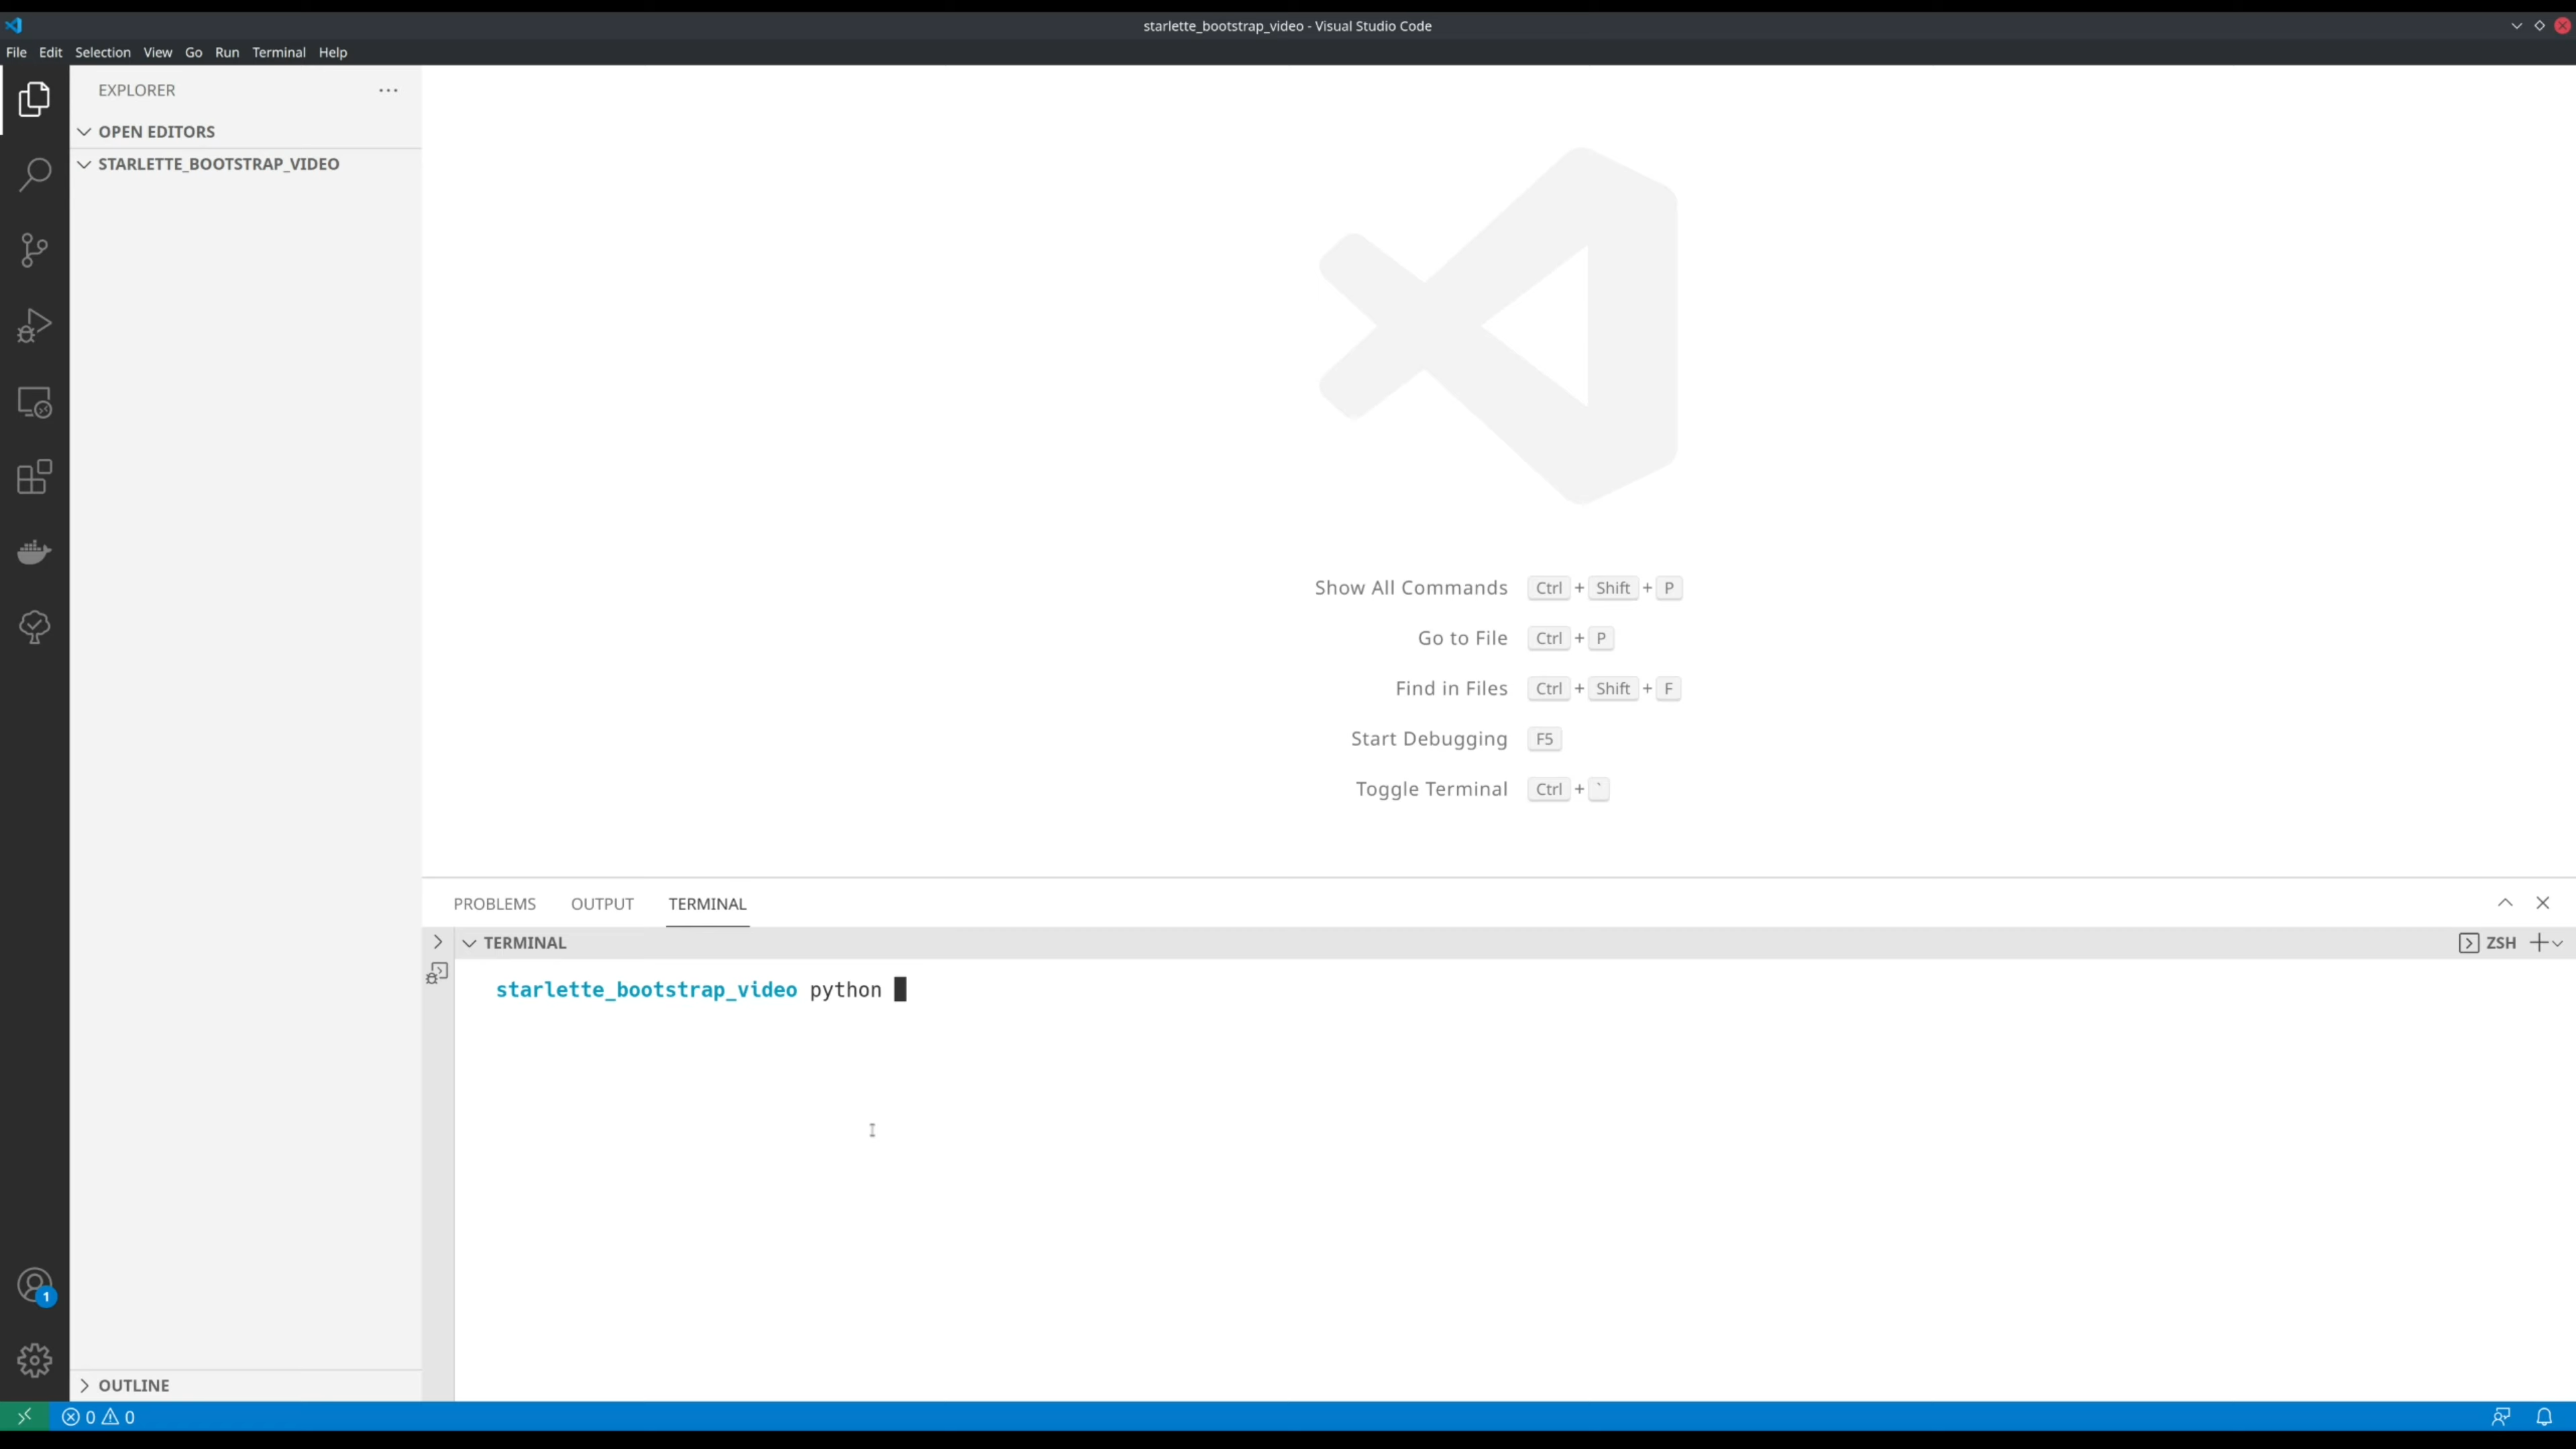 starlette_bootstrap_video - Visual Studio Code
File Edit Selection View Go Run Terminal Help
EXPLORER
OPEN EDITORS
STARLETTE_BOOTSTRAP_VIDEO
Show All Commands Ctrl + Shift + P
Go to File Ctrl + P
Find in Files Ctrl + Shift + F
Start Debugging F5
Toggle Terminal Ctrl + `
PROBLEMS OUTPUT TERMINAL
TERMINAL ZSH
starlette_bootstrap_video python
1
OUTLINE
0 0